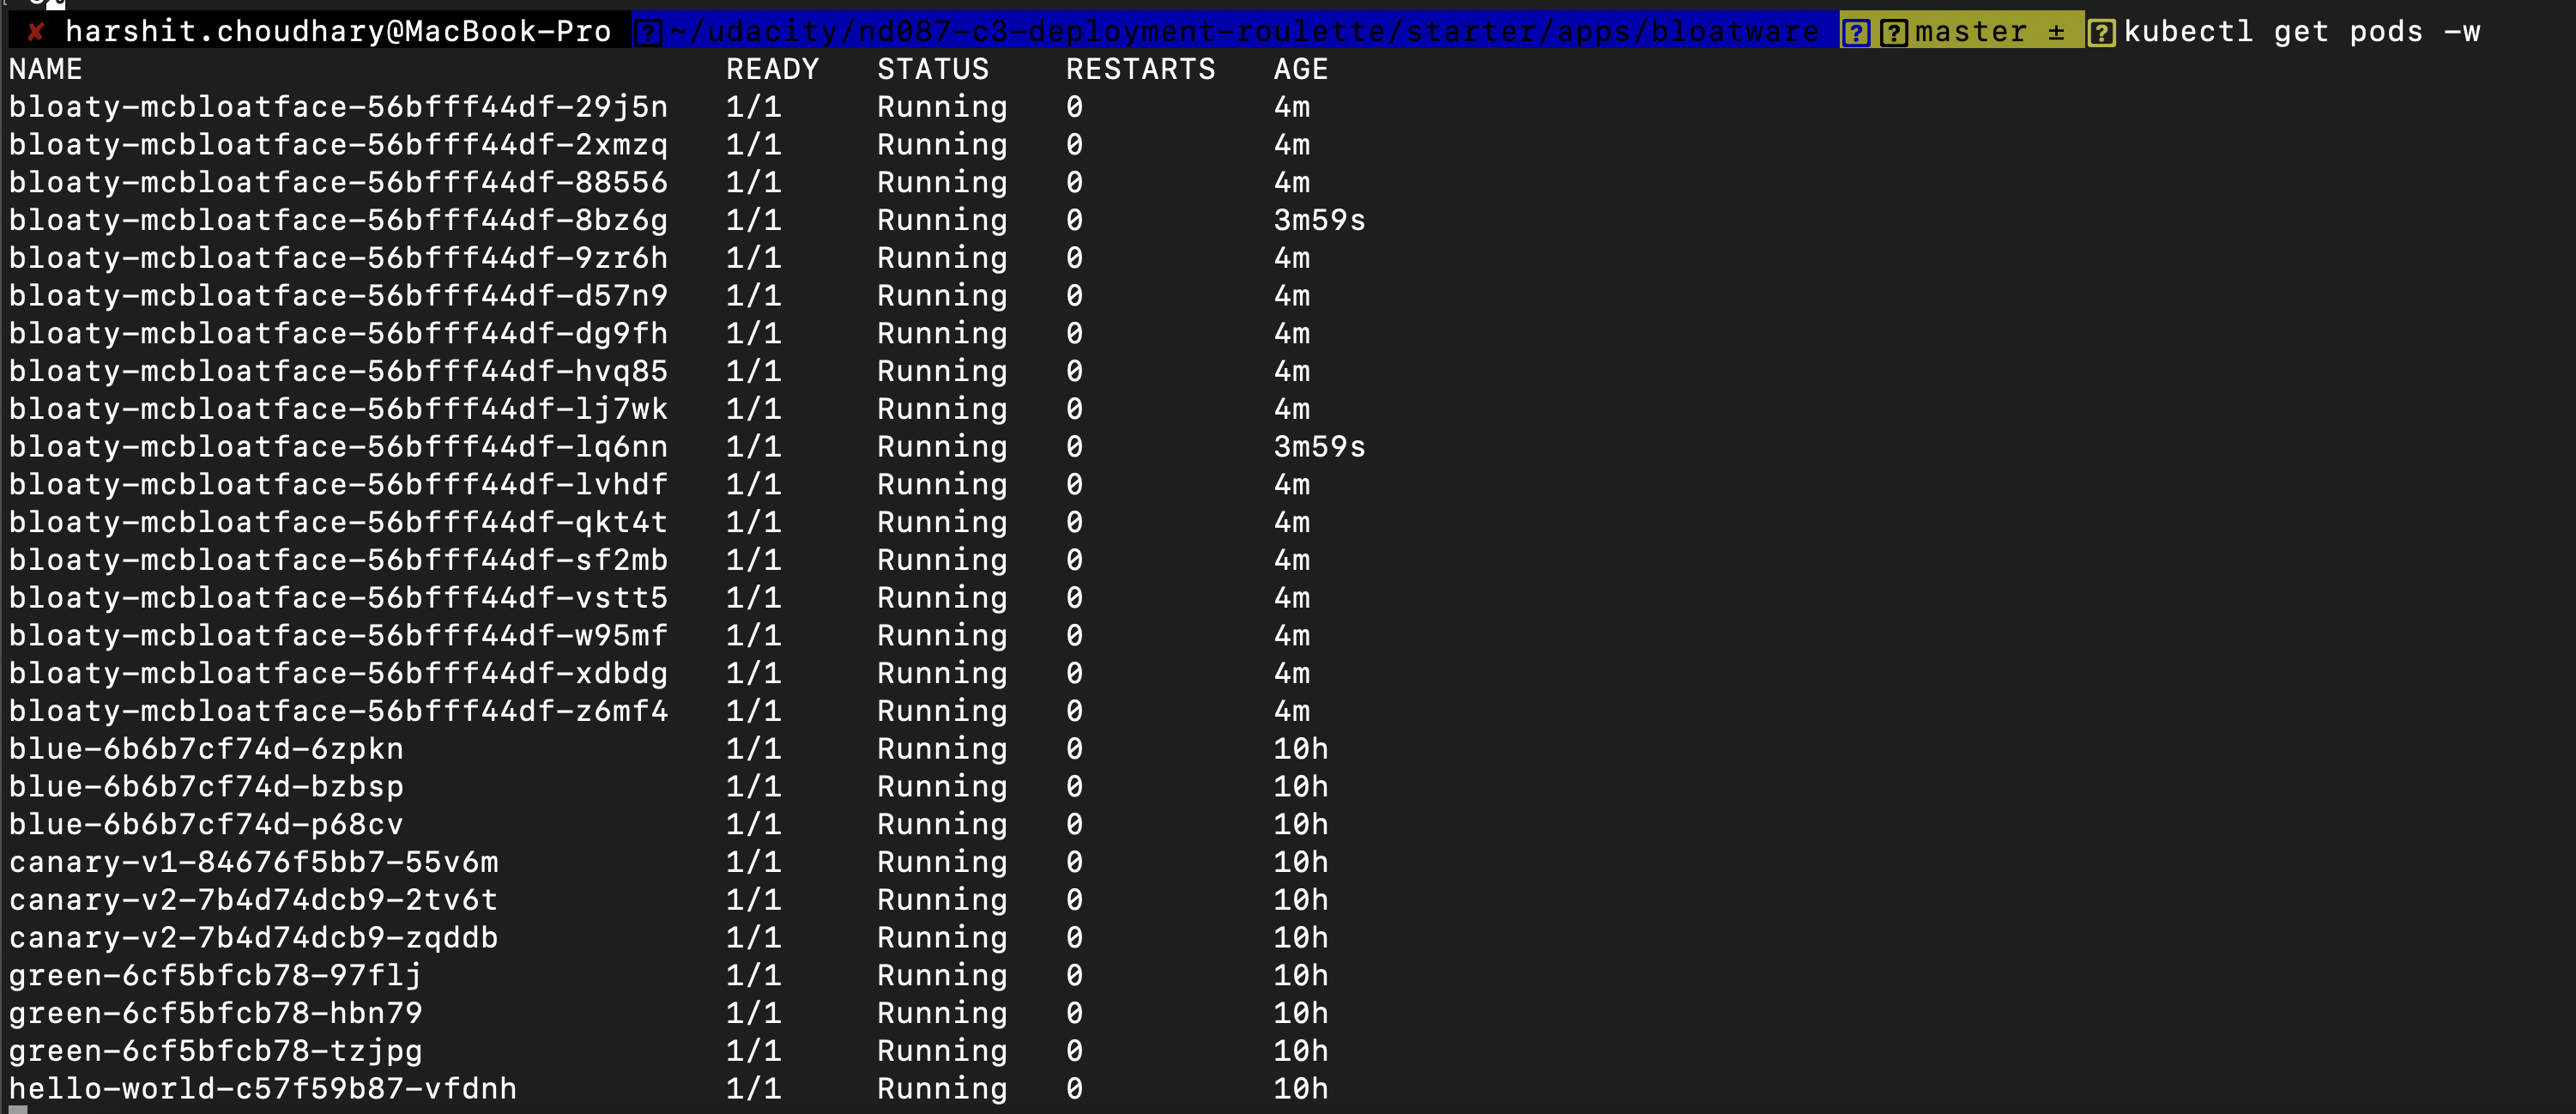 ✘ harshit.choudhary@MacBook-Pro ? ~/udacity/nd087-c3-deployment-roulette/starter/apps/bloatware ? ? master ± ? kubectl get pods -w
NAME READY STATUS RESTARTS AGE
bloaty-mcbloatface-56bfff44df-29j5n 1/1 Running 0 4m
bloaty-mcbloatface-56bfff44df-2xmzq 1/1 Running 0 4m
bloaty-mcbloatface-56bfff44df-88556 1/1 Running 0 4m
bloaty-mcbloatface-56bfff44df-8bz6g 1/1 Running 0 3m59s
bloaty-mcbloatface-56bfff44df-9zr6h 1/1 Running 0 4m
bloaty-mcbloatface-56bfff44df-d57n9 1/1 Running 0 4m
bloaty-mcbloatface-56bfff44df-dg9fh 1/1 Running 0 4m
bloaty-mcbloatface-56bfff44df-hvq85 1/1 Running 0 4m
bloaty-mcbloatface-56bfff44df-lj7wk 1/1 Running 0 4m
bloaty-mcbloatface-56bfff44df-lq6nn 1/1 Running 0 3m59s
bloaty-mcbloatface-56bfff44df-lvhdf 1/1 Running 0 4m
bloaty-mcbloatface-56bfff44df-qkt4t 1/1 Running 0 4m
bloaty-mcbloatface-56bfff44df-sf2mb 1/1 Running 0 4m
bloaty-mcbloatface-56bfff44df-vstt5 1/1 Running 0 4m
bloaty-mcbloatface-56bfff44df-w95mf 1/1 Running 0 4m
bloaty-mcbloatface-56bfff44df-xdbdg 1/1 Running 0 4m
bloaty-mcbloatface-56bfff44df-z6mf4 1/1 Running 0 4m
blue-6b6b7cf74d-6zpkn 1/1 Running 0 10h
blue-6b6b7cf74d-bzbsp 1/1 Running 0 10h
blue-6b6b7cf74d-p68cv 1/1 Running 0 10h
canary-v1-84676f5bb7-55v6m 1/1 Running 0 10h
canary-v2-7b4d74dcb9-2tv6t 1/1 Running 0 10h
canary-v2-7b4d74dcb9-zqddb 1/1 Running 0 10h
green-6cf5bfcb78-97flj 1/1 Running 0 10h
green-6cf5bfcb78-hbn79 1/1 Running 0 10h
green-6cf5bfcb78-tzjpg 1/1 Running 0 10h
hello-world-c57f59b87-vfdnh 1/1 Running 0 10h